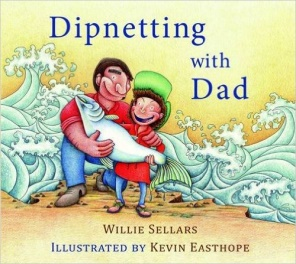 Dipnetting
with
Dad
WILLIE SELLARS
ILLUSTRATED BY KEVIN EASTHOPE